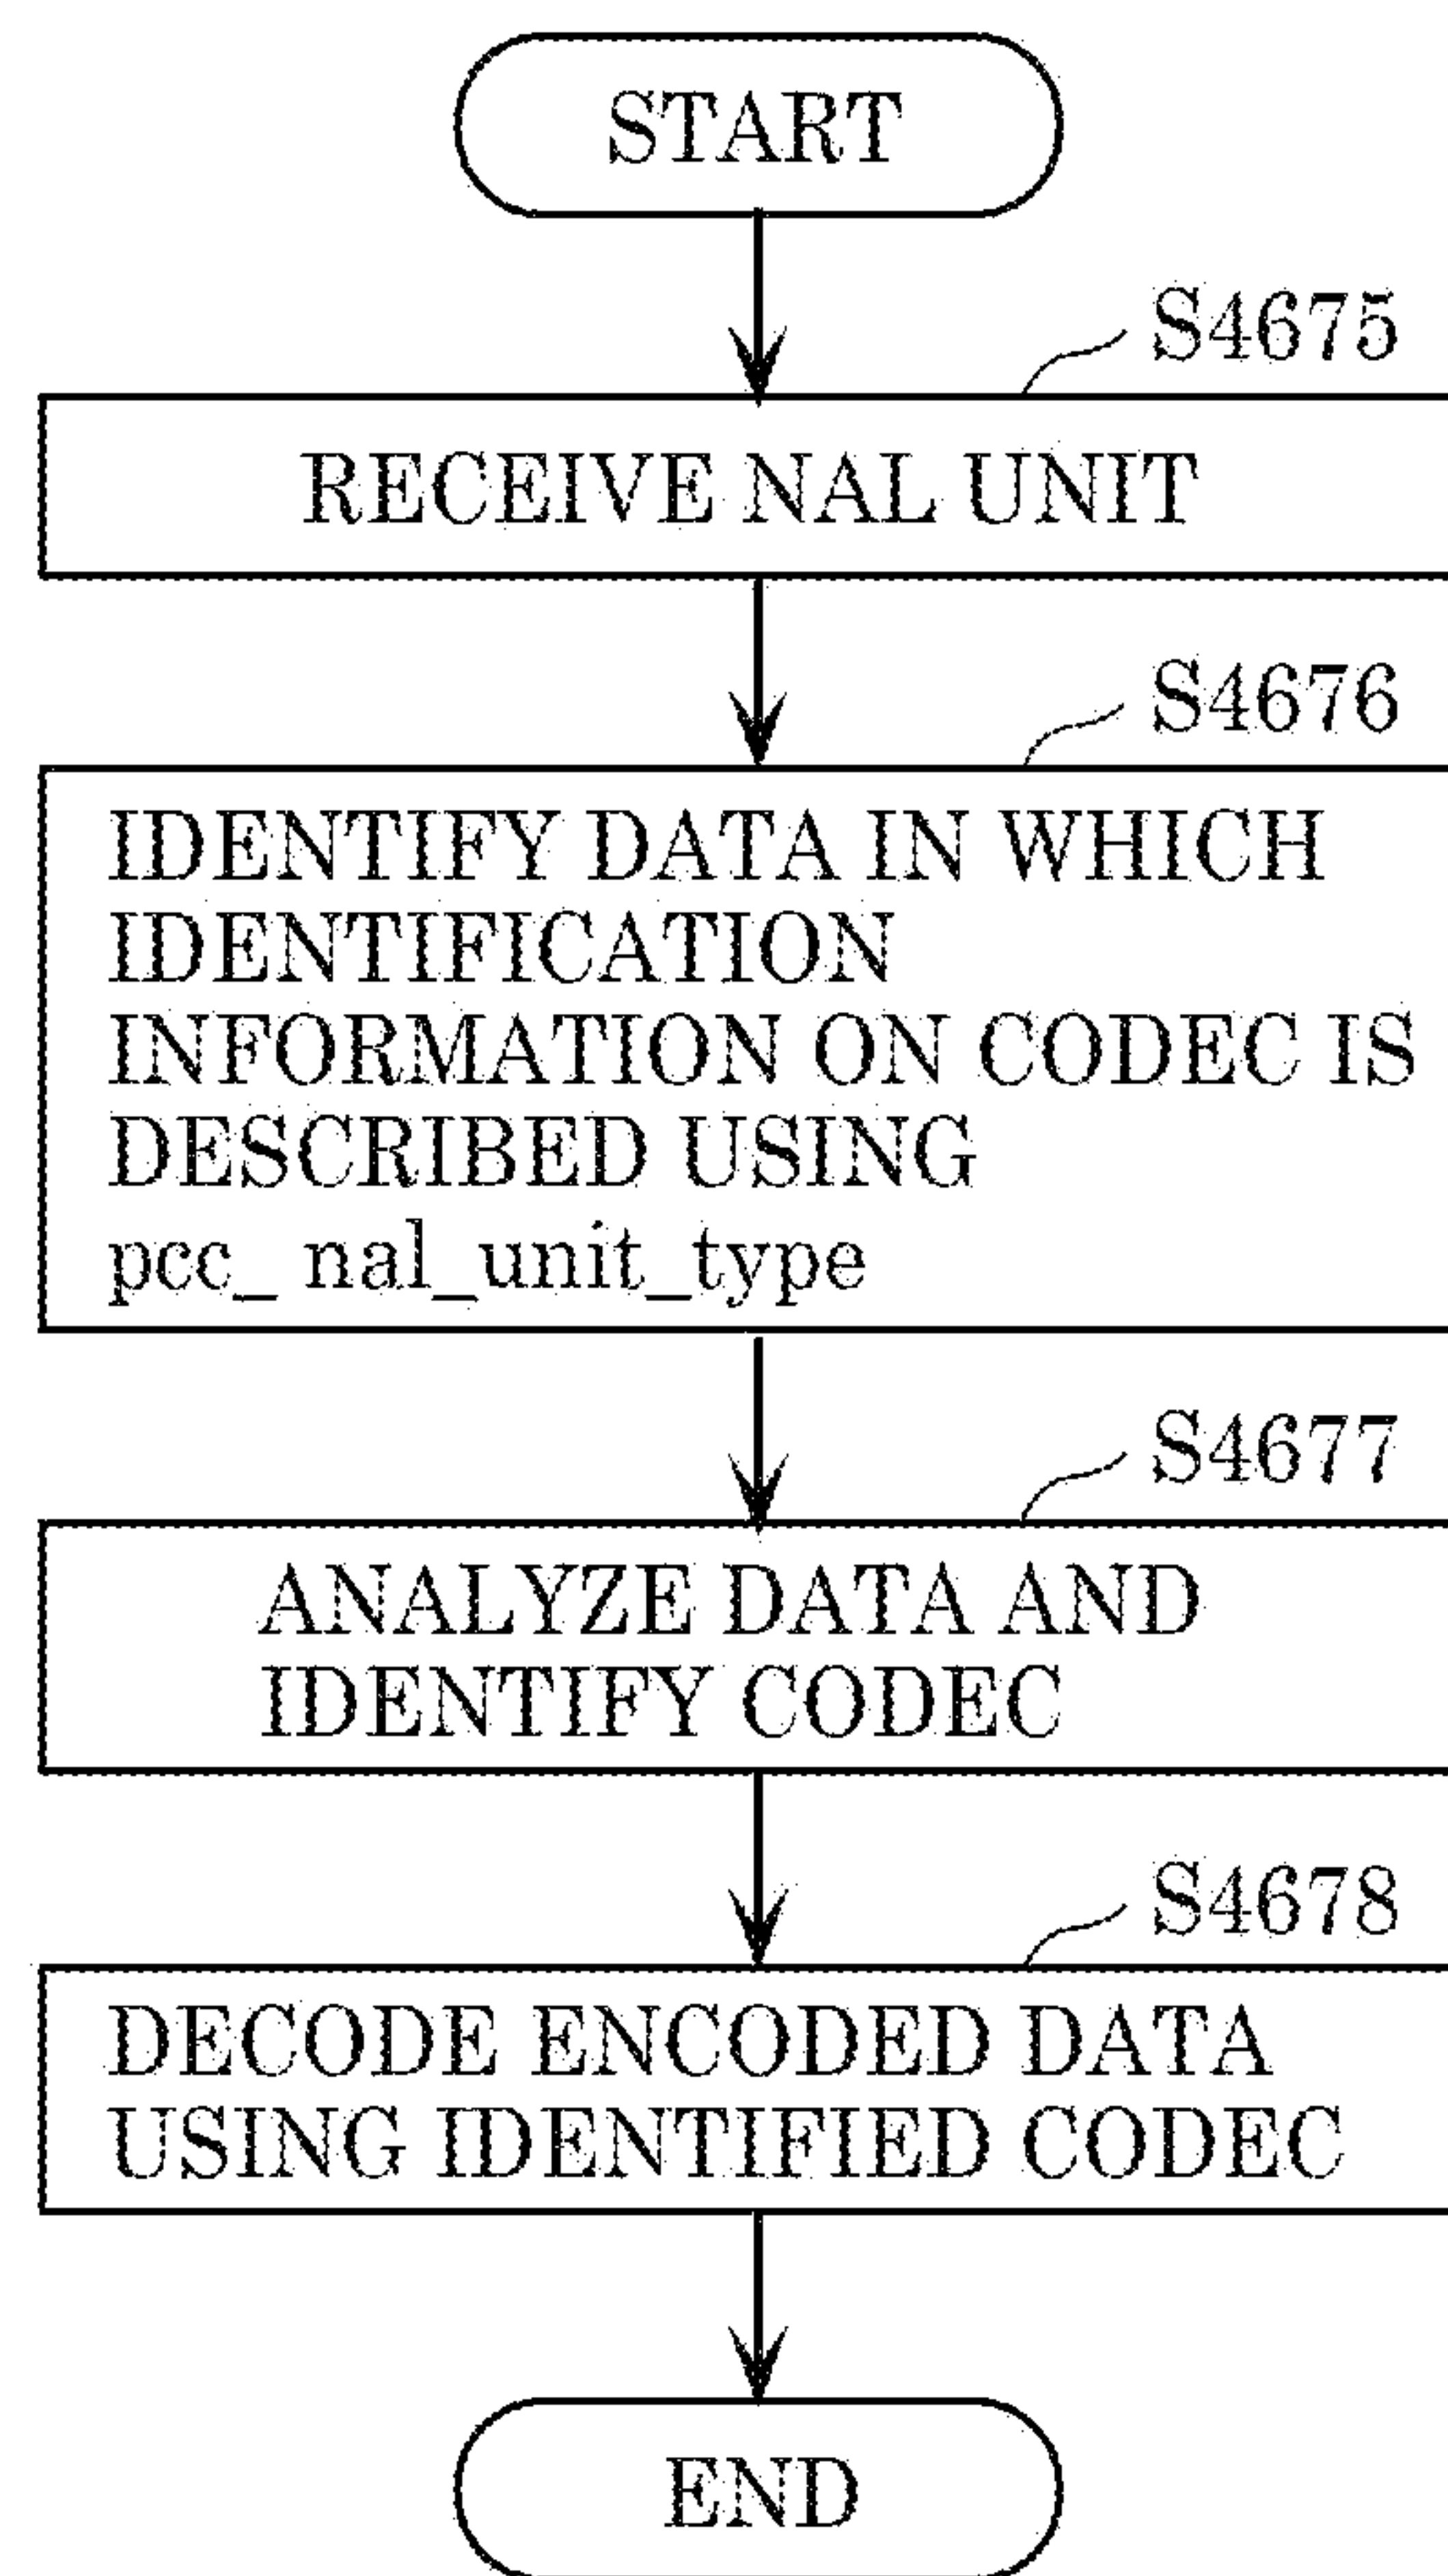 START
S4675
RECEIVE NAL UNIT
S4676
IDENTIFY DATA IN WHICH
IDENTIFICATION
INFORMATION ON CODEC IS
DESCRIBED USING
pcc_ nal_unit_type
S4677
ANALYZE DATA AND
IDENTIFY CODEC
S4678
DECODE ENCODED DATA
USING IDENTIFIED CODEC
END